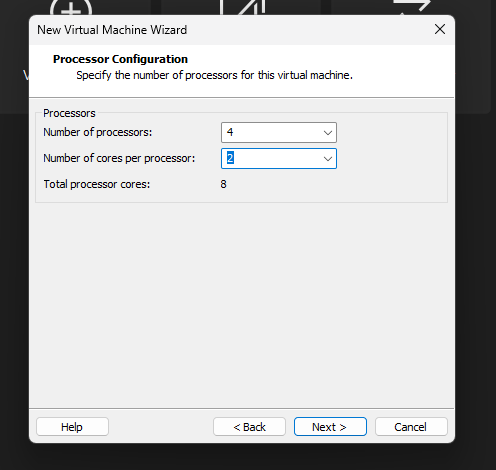 New Virtual Machine Wizard
Processor Configuration
Specify the number of processors for this virtual machine.
Processors
Number of processors: 4
Number of cores per processor: 2
Total processor cores: 8
Help < Back Next > Cancel